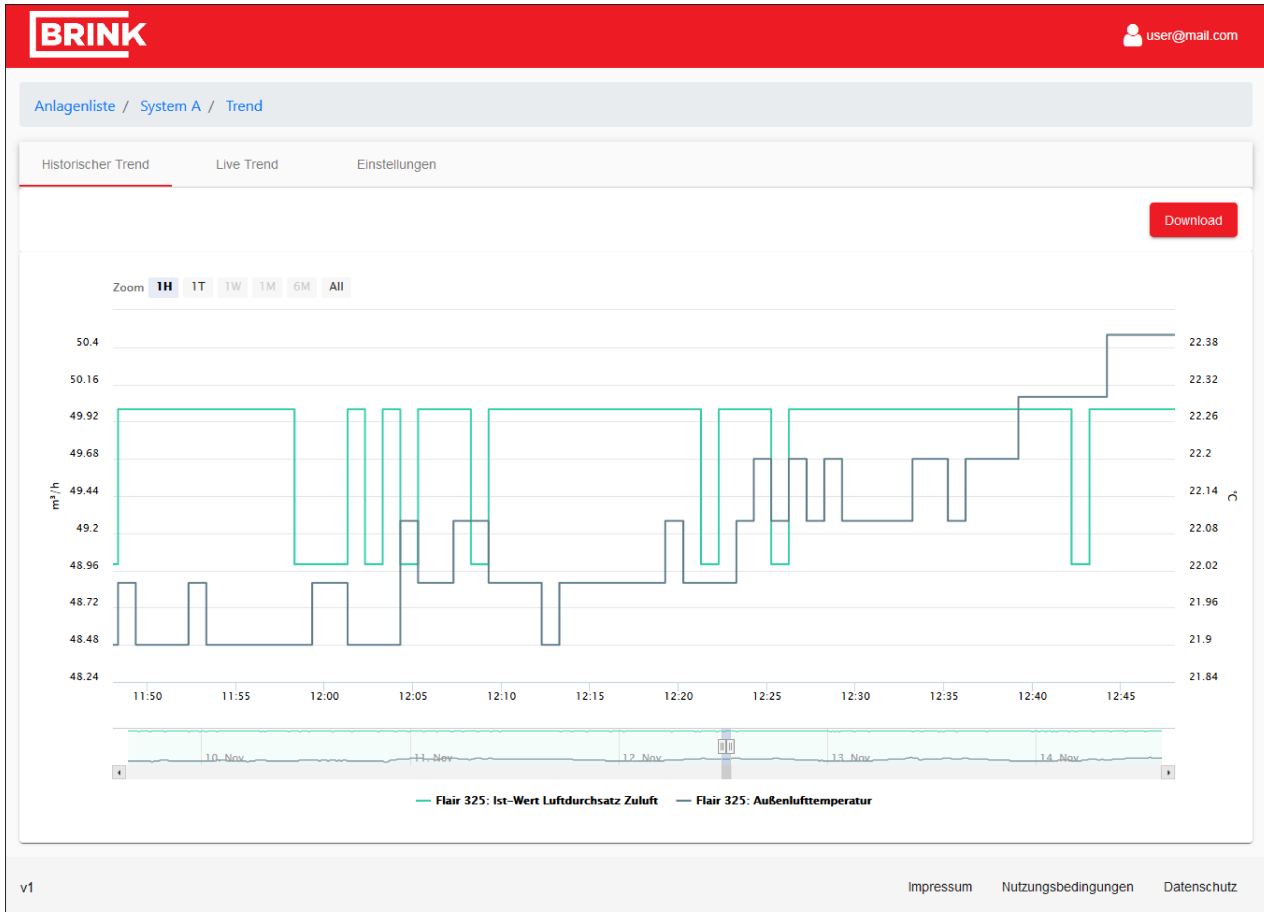 BRINK
user@mail.com
Anlagenliste / System A / Trend
Historischer Trend Live Trend Einstellungen
Download
Zoom 1H 1T 1W 1M 6M All
50.4 22.38
50.16 22.32
49.92 22.26
49.68 22.2
49.44 22.14
m³/h °C
49.2 22.08
48.96 22.02
48.72 21.96
48.48 21.9
48.24 21.84
11:50 11:55 12:00 12:05 12:10 12:15 12:20 12:25 12:30 12:35 12:40 12:45
10. Nov 11. Nov 12. Nov 13. Nov 14. Nov
Flair 325: Ist-Wert Luftdurchsatz Zuluft Flair 325: Außenlufttemperatur
v1 Impressum Nutzungsbedingungen Datenschutz